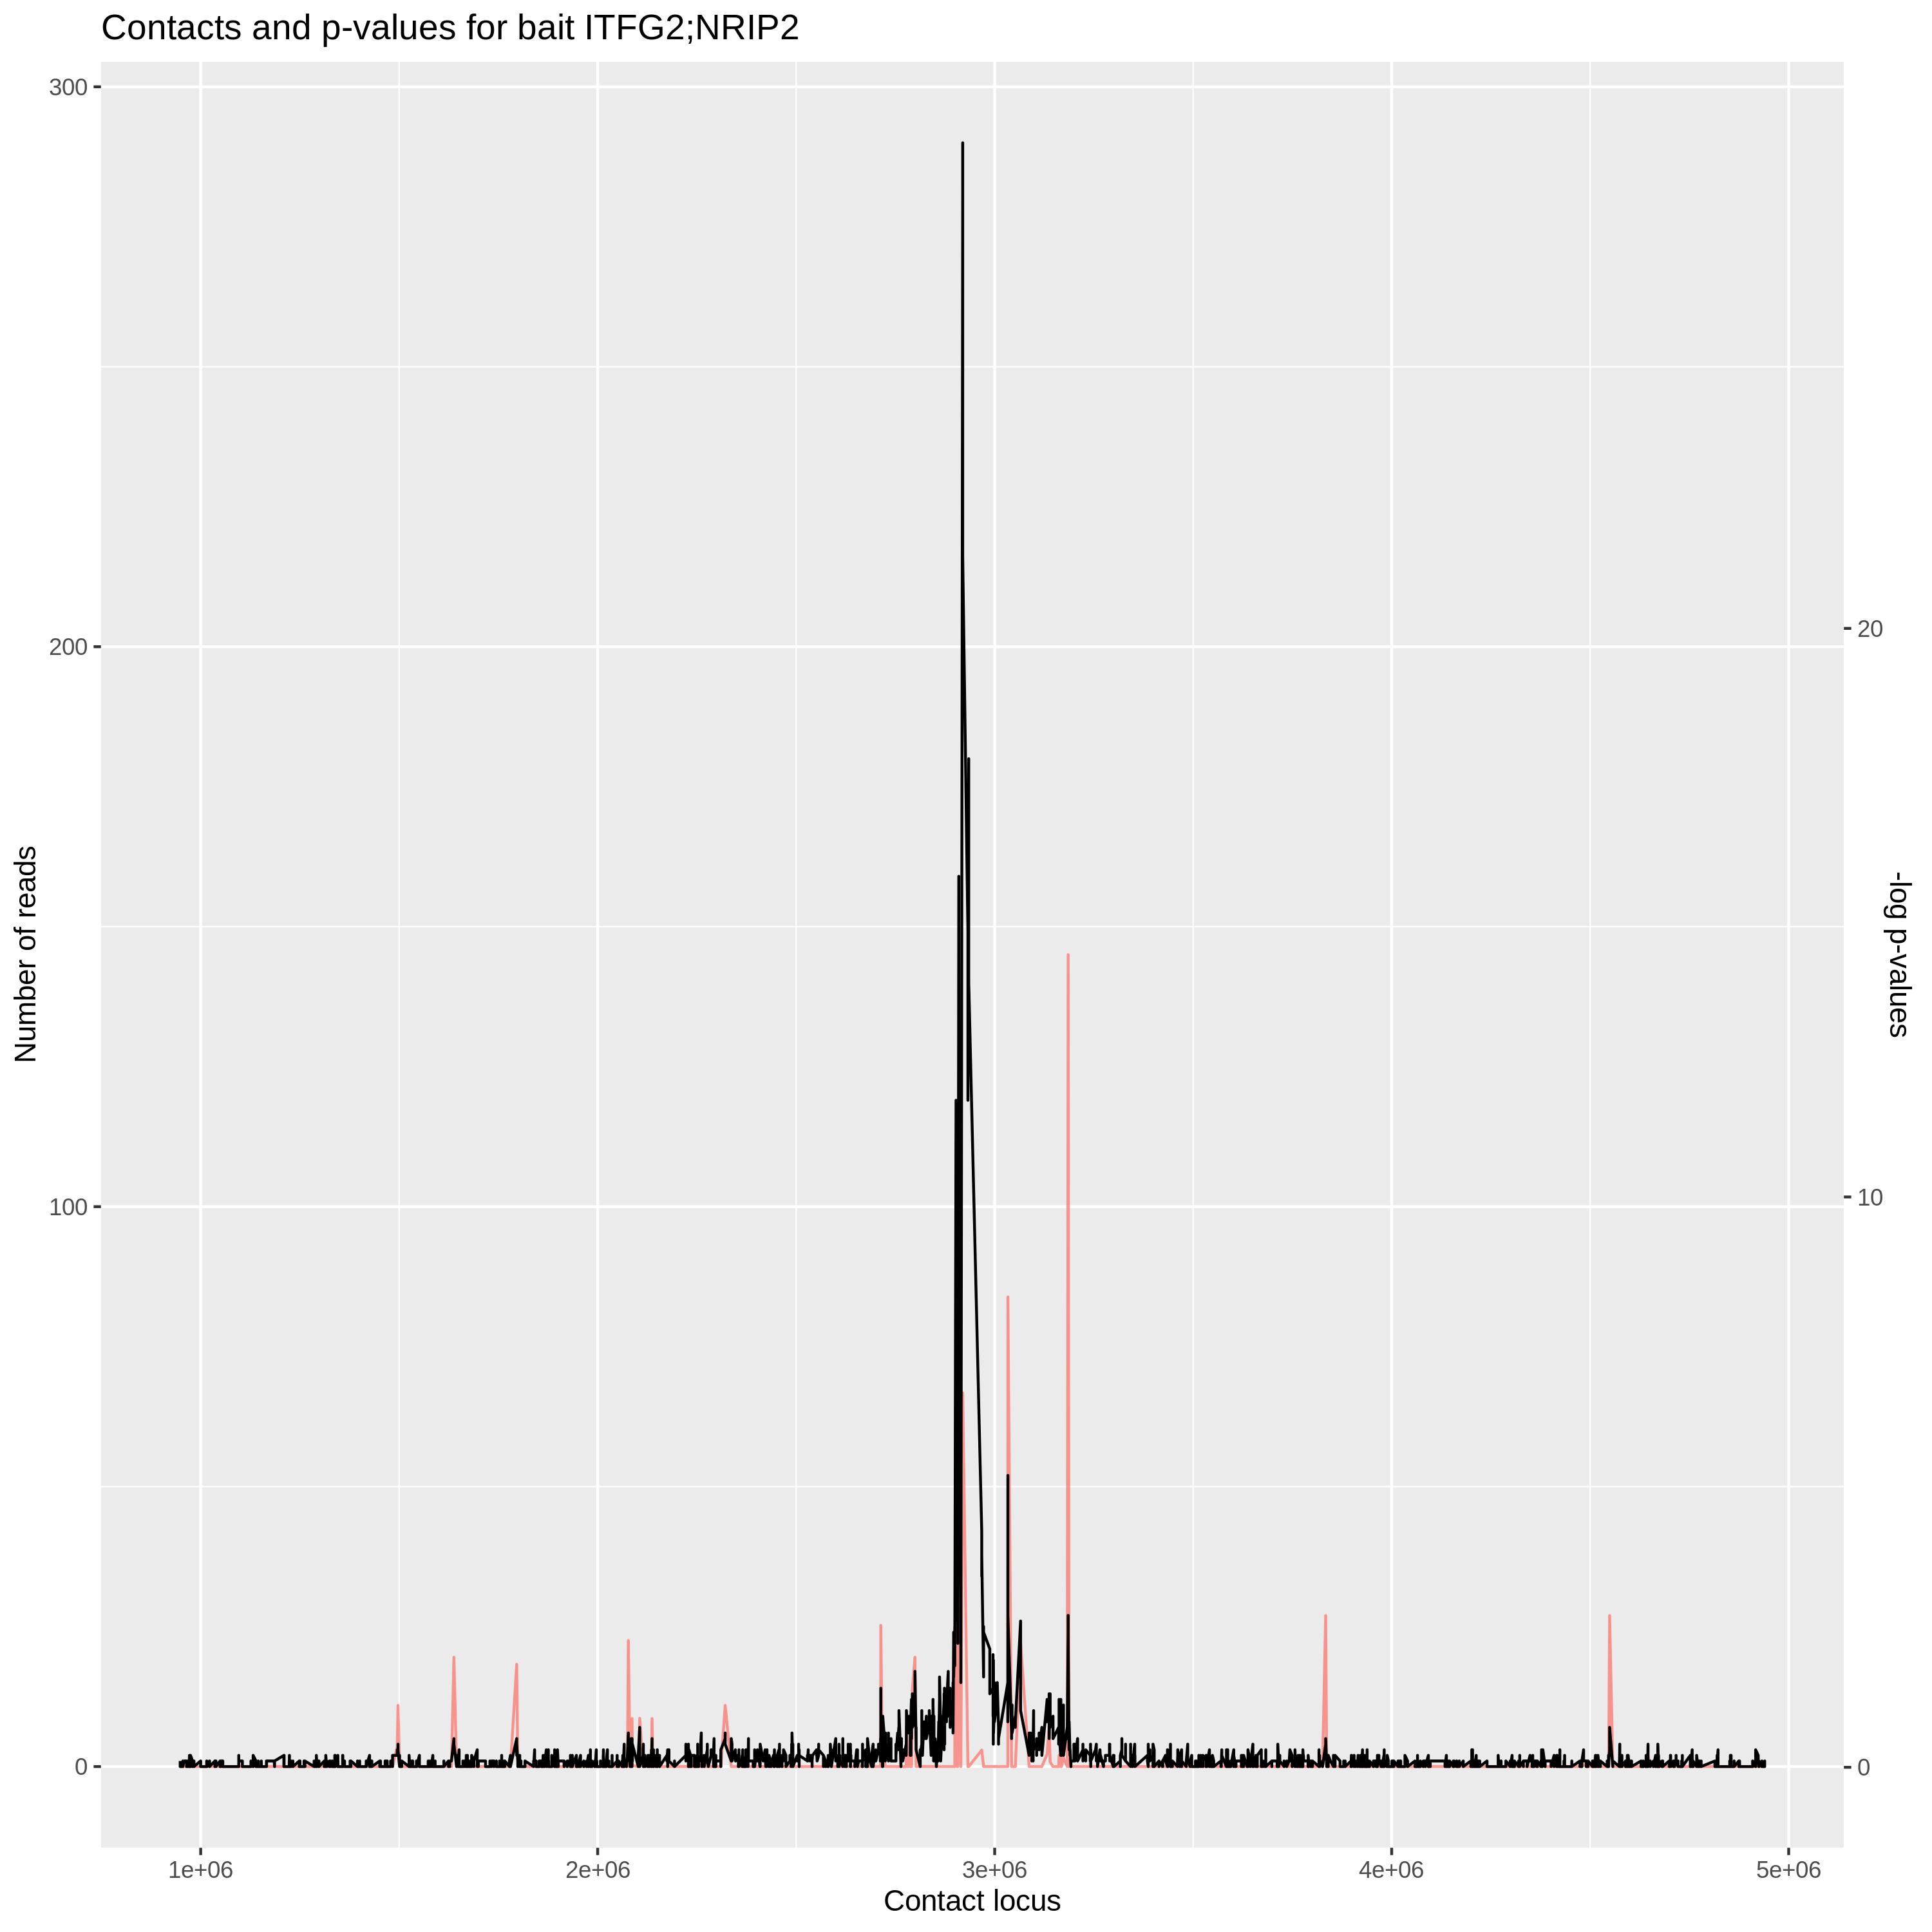 Contacts and p-values for bait ITFG2;NRIP2
300
200
100
0
Number of reads
20
10
0
-log p-values
1e+06
2e+06
3e+06
4e+06
5e+06
Contact locus